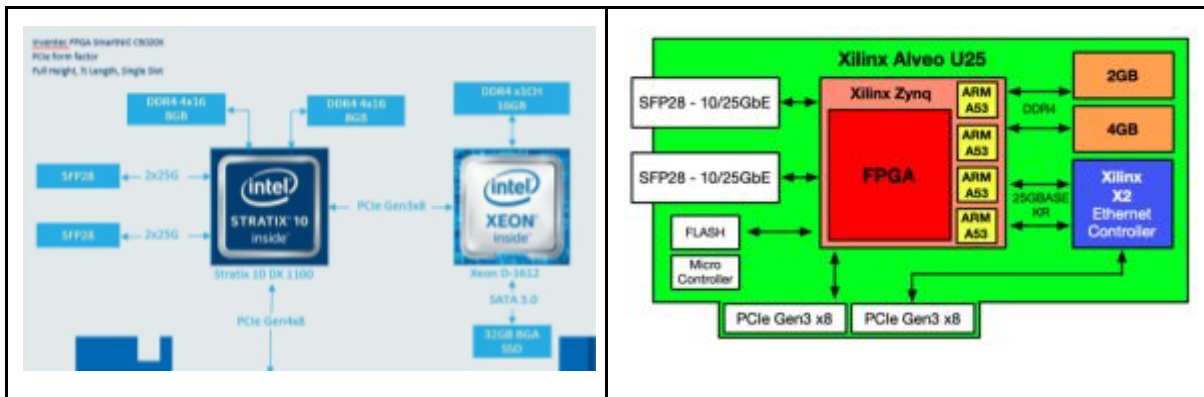 Inventec FPGA SmartNIC C5020X
PCIe form factor
Full Height, ½ Length, Single Slot
DDR4 4x16
8GB
DDR4 4x16
8GB
DDR4 x1CH
16GB
SFP28
2x25G
SFP28
2x25G
intel
STRATIX 10
inside
Stratix 10 DX 1100
PCIe Gen3x8
intel
XEON
inside
Xeon D-1612
SATA 3.0
32GB BGA
SSD
PCIe Gen4x8
Xilinx Alveo U25
SFP28 - 10/25GbE
SFP28 - 10/25GbE
FLASH
Micro
Controller
Xilinx Zynq
FPGA
ARM
A53
ARM
A53
ARM
A53
ARM
A53
DDR4
2GB
4GB
25GBASE
KR
Xilinx
X2
Ethernet
Controller
PCIe Gen3 x8
PCIe Gen3 x8